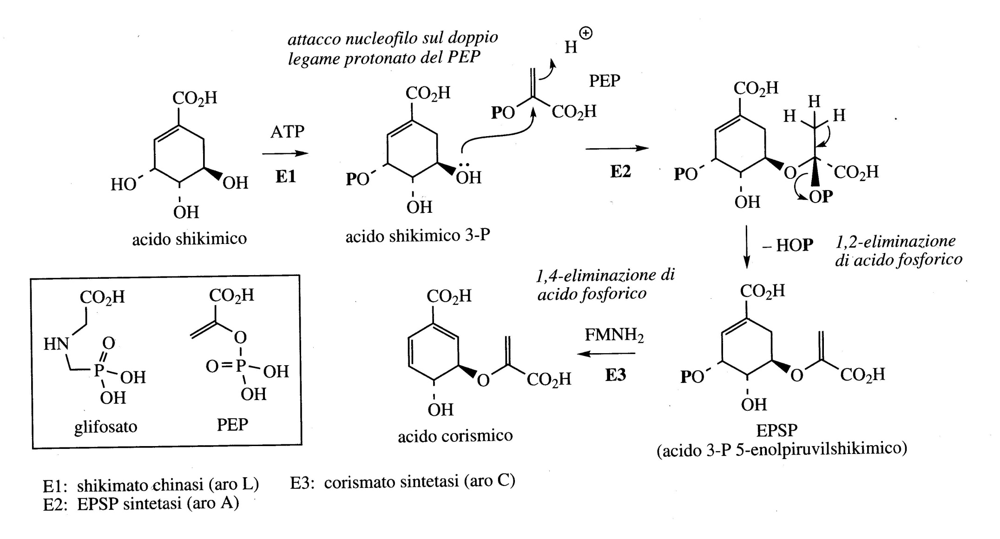 attacco nucleofilo sul doppio
legame protonato del PEP
H⊕
PEP
PO
CO₂H
CO₂H
ATP
E1
HO
OH
OH
acido shikimico
CO₂H
PO
OH
OH
acido shikimico 3-P
E2
CO₂H
H
H
H
PO
O
CO₂H
OP
OH
– HOP
1,2-eliminazione
di acido fosforico
CO₂H
HN
O
P
OH
OH
glifosato
CO₂H
O
O=P
OH
OH
PEP
CO₂H
O
CO₂H
OH
acido corismico
1,4-eliminazione di
acido fosforico
FMNH₂
E3
CO₂H
PO
O
CO₂H
OH
EPSP
(acido 3-P 5-enolpiruvilshikimico)
E1: shikimato chinasi (aro L)
E3: corismato sintetasi (aro C)
E2: EPSP sintetasi (aro A)